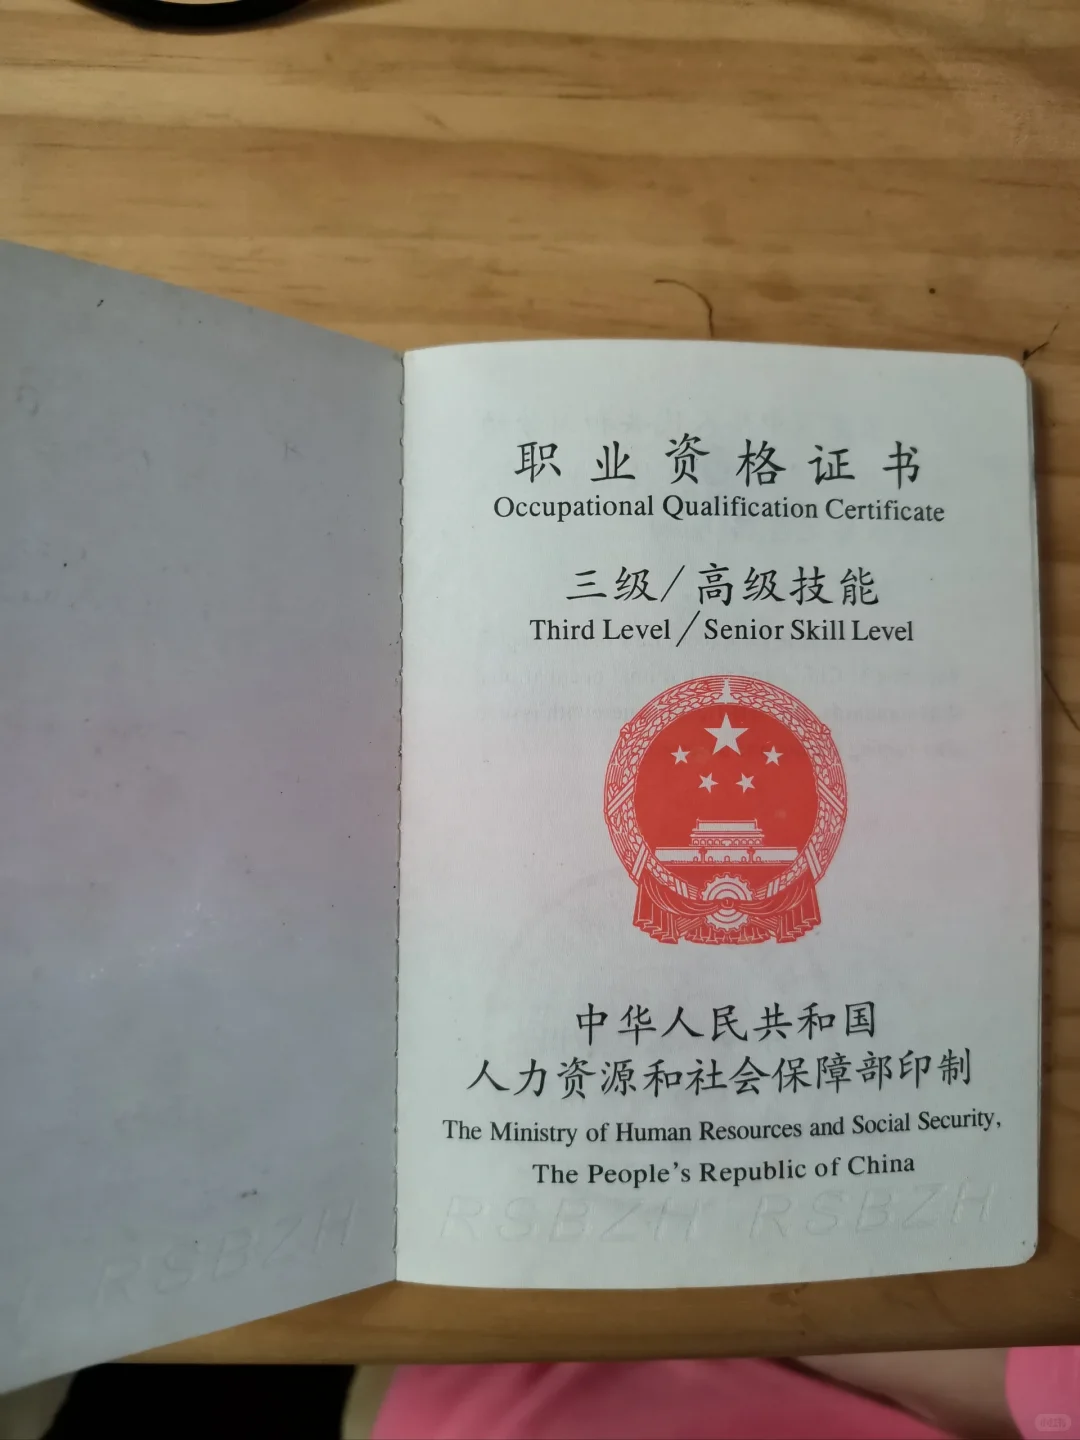 职业资格证书
Occupational Qualification Certificate
三级/高级技能
Third Level/Senior Skill Level
中华人民共和国
人力资源和社会保障部印制
The Ministry of Human Resources and Social Security,
The People's Republic of China
RSBZH RSBZH RSBZH